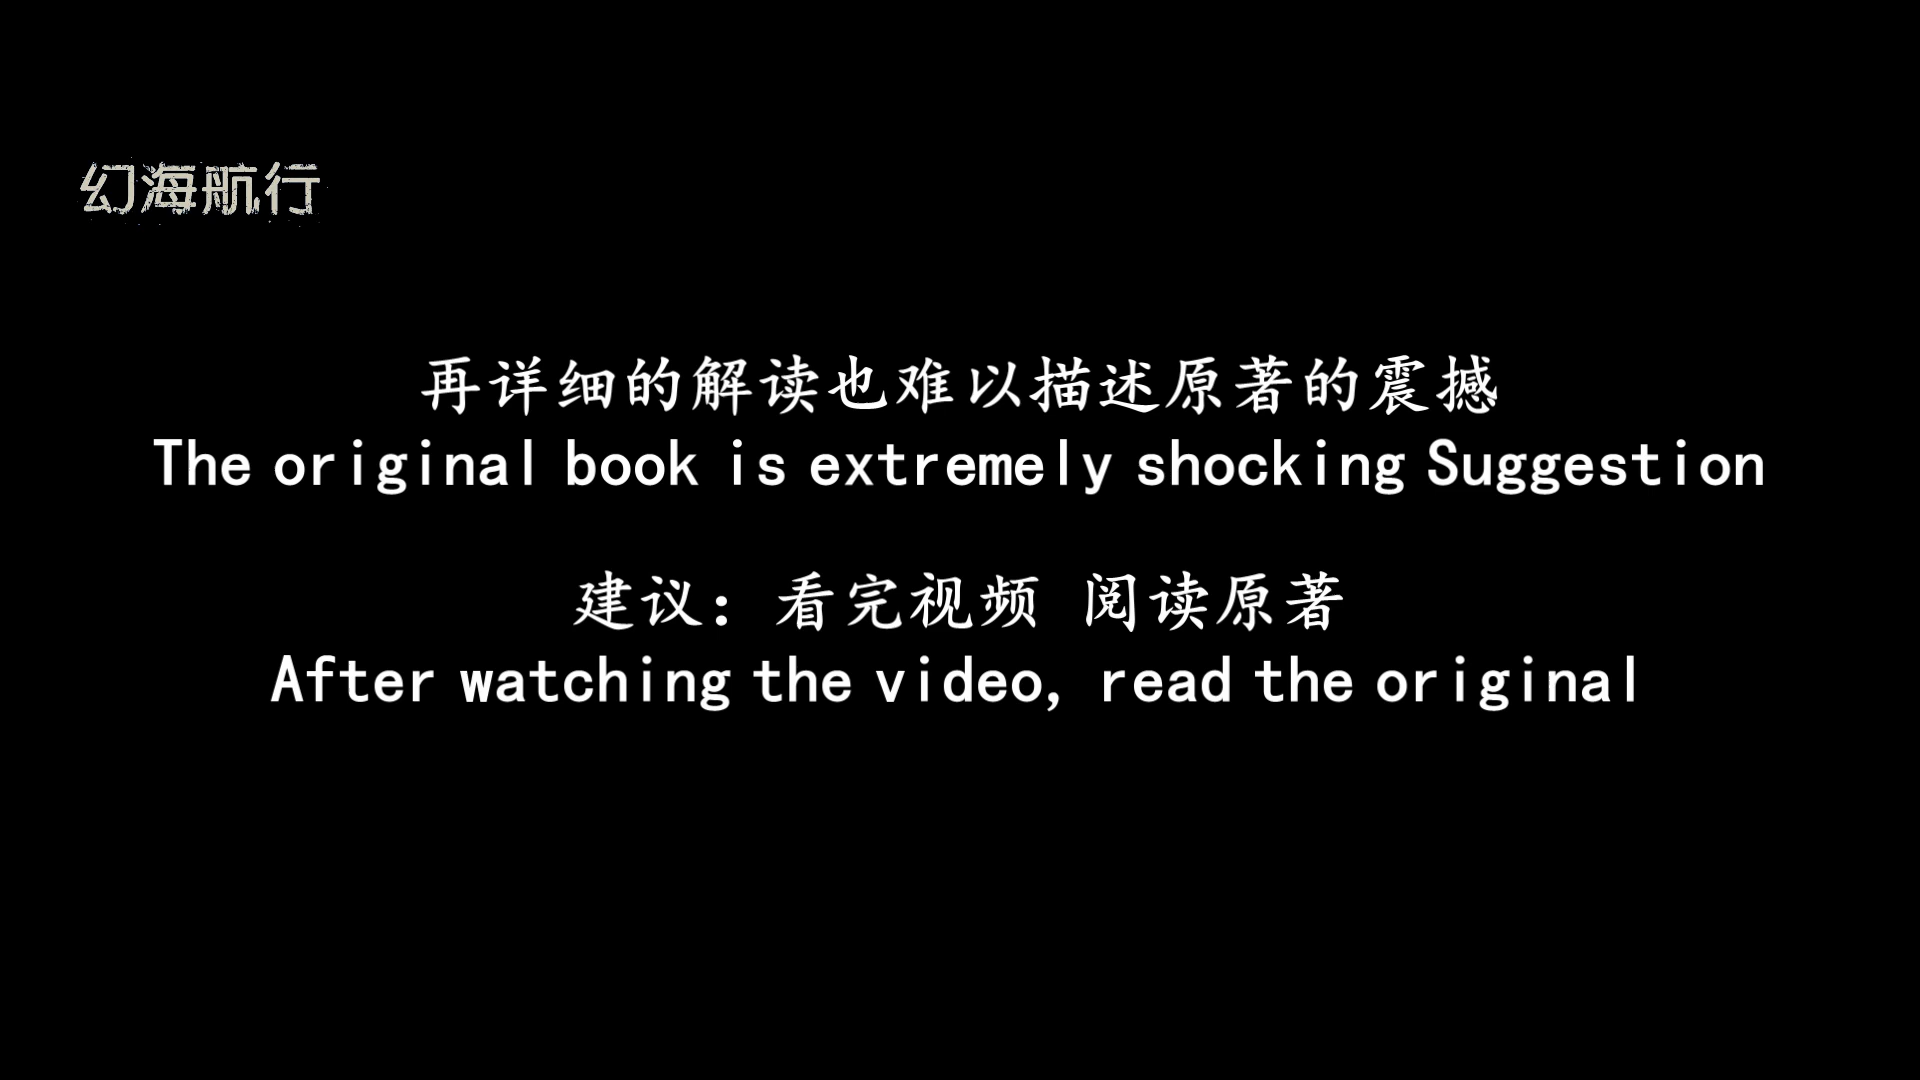 幻海航行
再详细的解读也难以描述原著的震撼
The original book is extremely shocking Suggestion
建议：看完视频 阅读原著
After watching the video, read the original